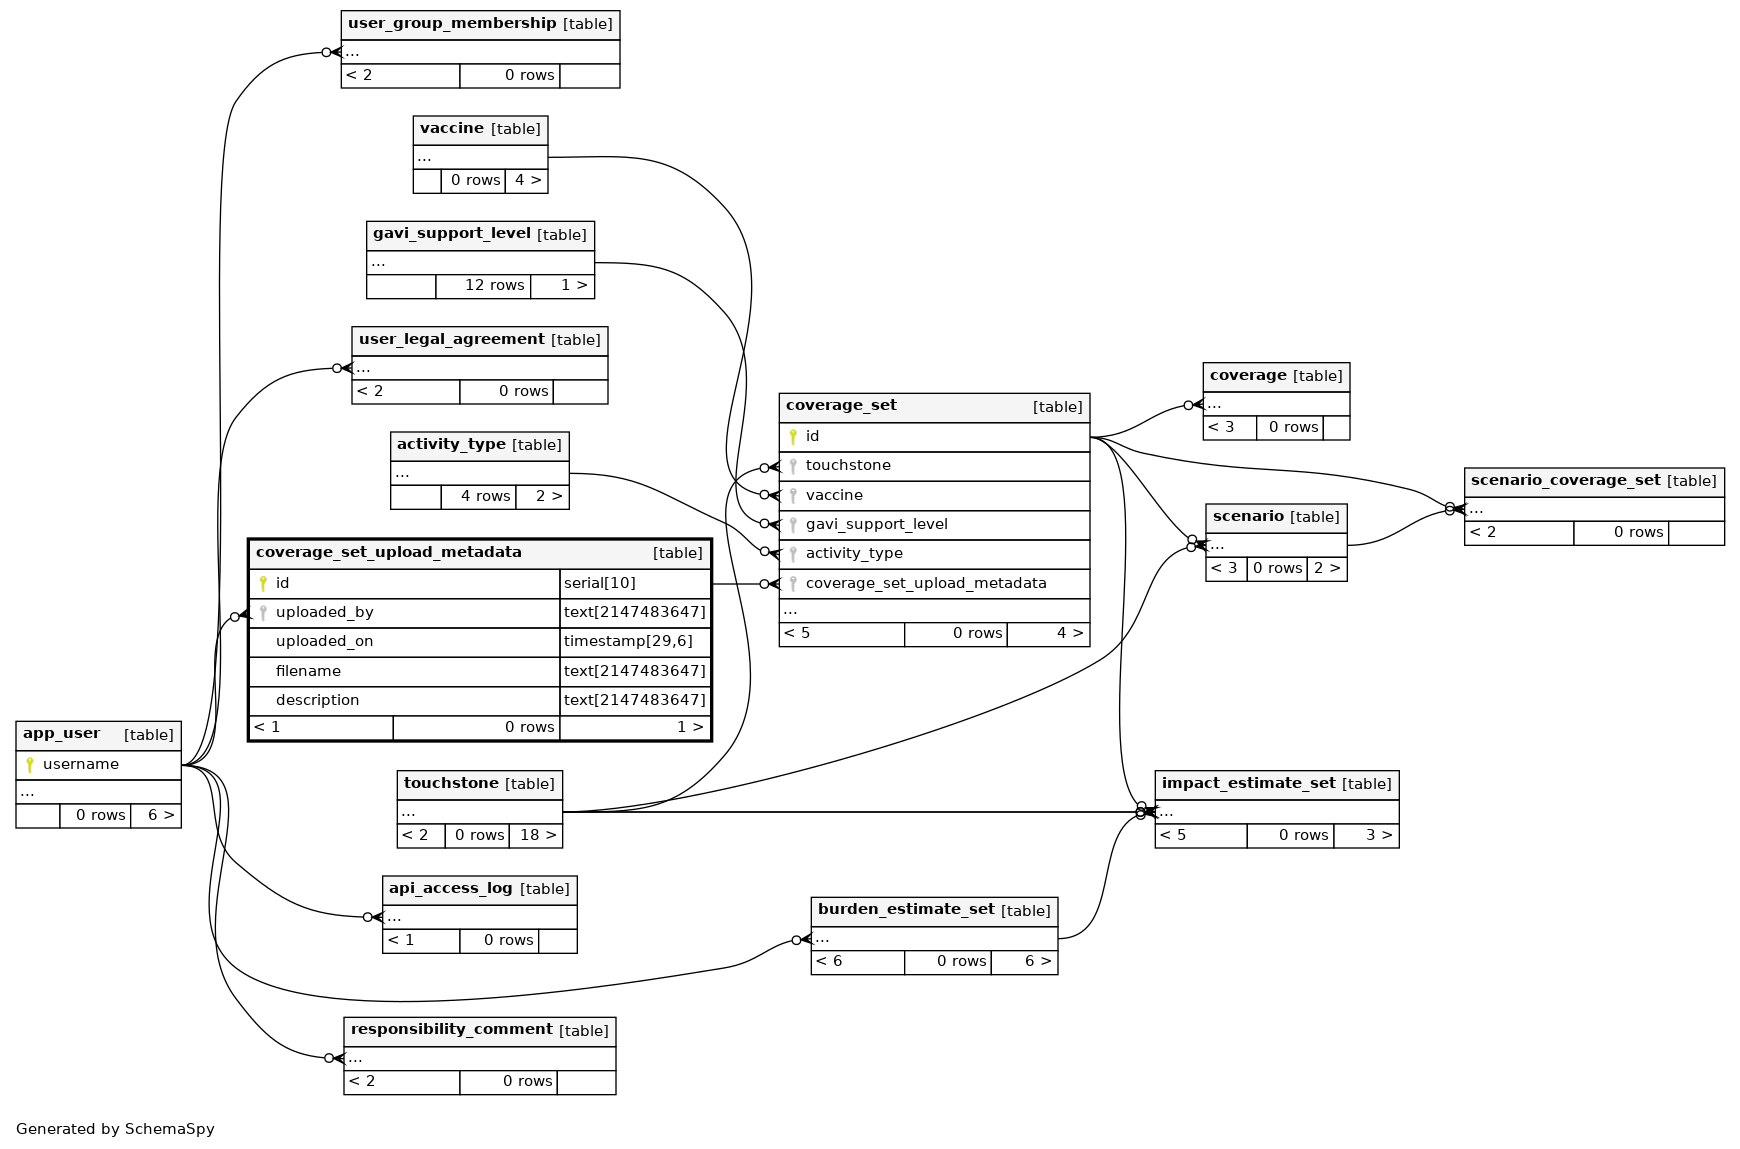 user_group_membership [table]
...
< 2 0 rows
vaccine [table]
...
0 rows 4 >
gavi_support_level [table]
...
12 rows 1 >
user_legal_agreement [table]
...
< 2 0 rows
activity_type [table]
...
4 rows 2 >
coverage_set_upload_metadata [table]
id serial[10]
uploaded_by text[2147483647]
uploaded_on timestamp[29,6]
filename text[2147483647]
description text[2147483647]
< 1 0 rows 1 >
app_user [table]
username
...
0 rows 6 >
touchstone [table]
...
< 2 0 rows 18 >
api_access_log [table]
...
< 1 0 rows
responsibility_comment [table]
...
< 2 0 rows
coverage_set [table]
id
touchstone
vaccine
gavi_support_level
activity_type
coverage_set_upload_metadata
...
< 5 0 rows 4 >
burden_estimate_set [table]
...
< 6 0 rows 6 >
coverage [table]
...
< 3 0 rows
scenario [table]
...
< 3 0 rows 2 >
impact_estimate_set [table]
...
< 5 0 rows 3 >
scenario_coverage_set [table]
...
< 2 0 rows
Generated by SchemaSpy